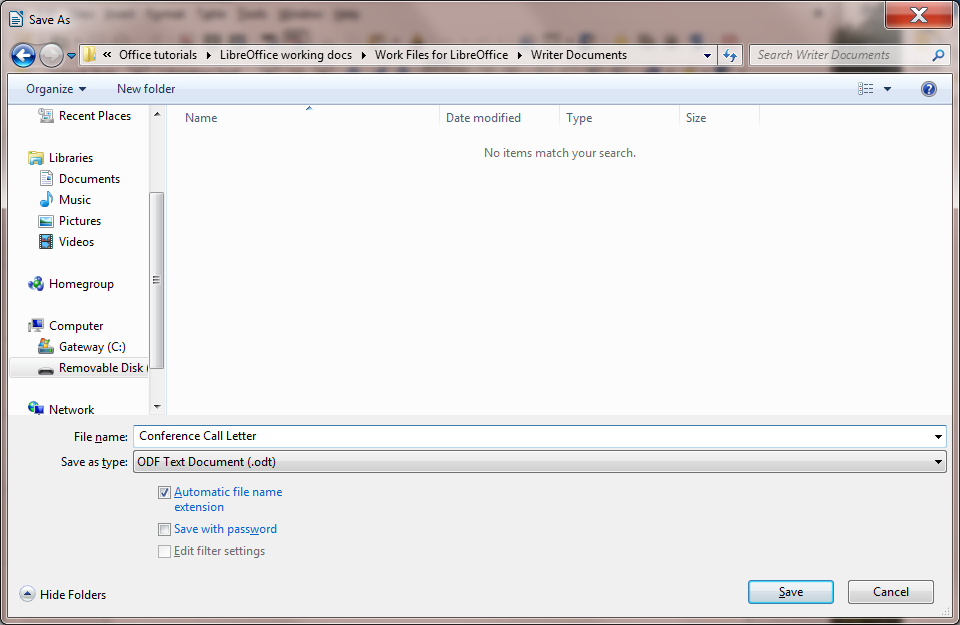 Save As
« Office tutorials LibreOffice working docs Work Files for LibreOffice Writer Documents Search Writer Documents
Organize New folder
Name Date modified Type Size
No items match your search.
Recent Places
Libraries
Documents
Music
Pictures
Videos
Homegroup
Computer
Gateway (C:)
Removable Disk (
Network
File name: Conference Call Letter
Save as type: ODF Text Document (.odt)
Automatic file name
extension
Save with password
Edit filter settings
Hide Folders Save Cancel